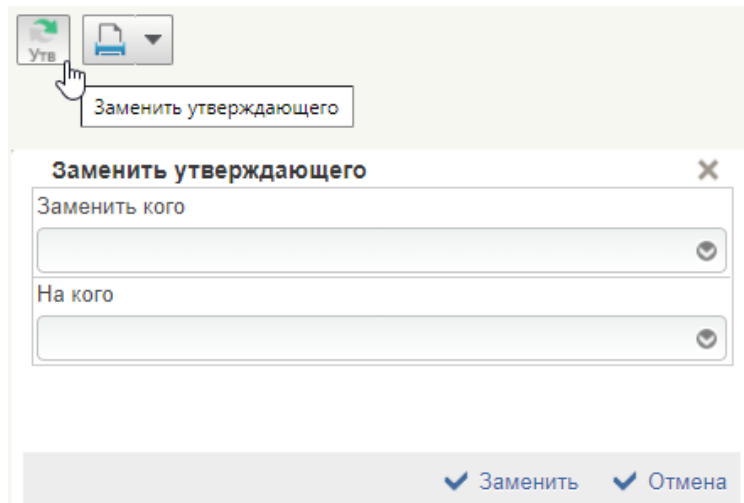 Утв
Заменить утверждающего
Заменить утверждающего
Заменить кого
На кого
Заменить Отмена